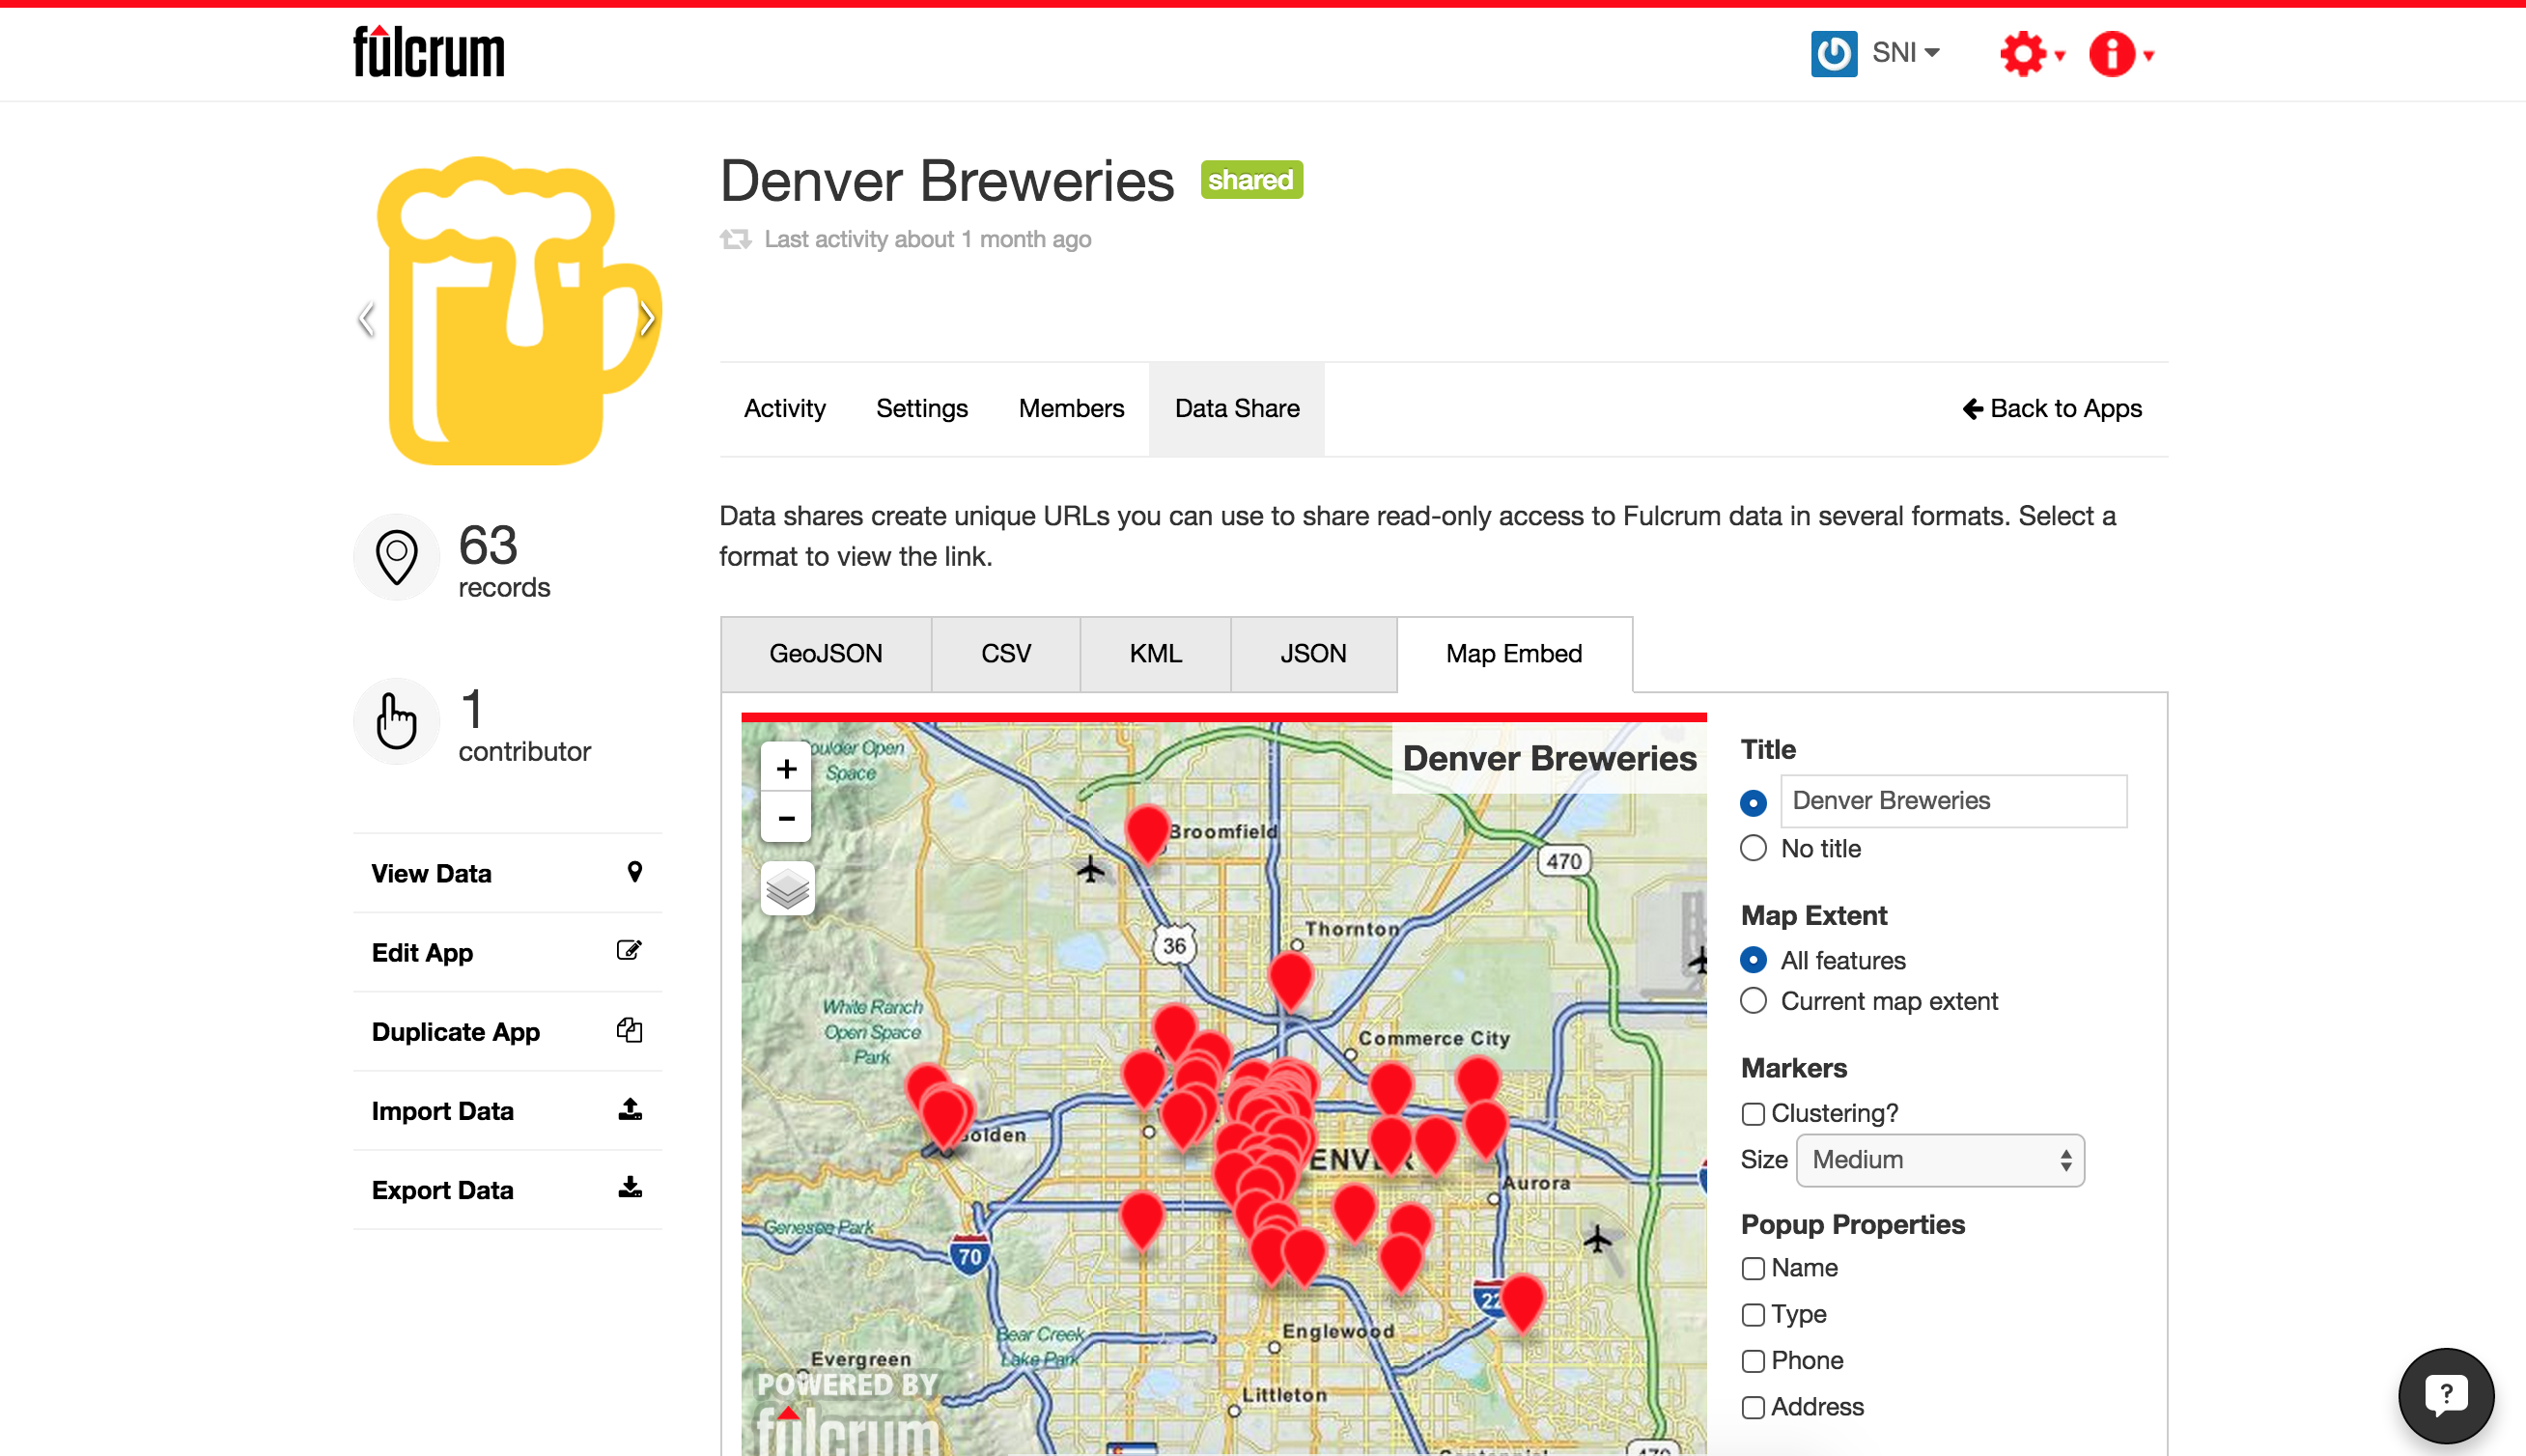 fulcrum
SNI
Denver Breweries shared
Last activity about 1 month ago
Activity Settings Members Data Share Back to Apps
63
records
1
contributor
View Data
Edit App
Duplicate App
Import Data
Export Data
Data shares create unique URLs you can use to share read-only access to Fulcrum data in several formats. Select a
format to view the link.
GeoJSON CSV KML JSON Map Embed
+
−
Denver Breweries
oulder Open
Space
Broomfield
470
36
Thornton
White Ranch
Open Space
Park
Commerce City
olden
ENVER
Aurora
Genesee Park
70
22
Englewood
Bear Creek
Lake Park
Evergreen
Littleton
POWERED BY
fulcrum
Title
Denver Breweries
No title
Map Extent
All features
Current map extent
Markers
Clustering?
Size Medium
Popup Properties
Name
Type
Phone
Address
?